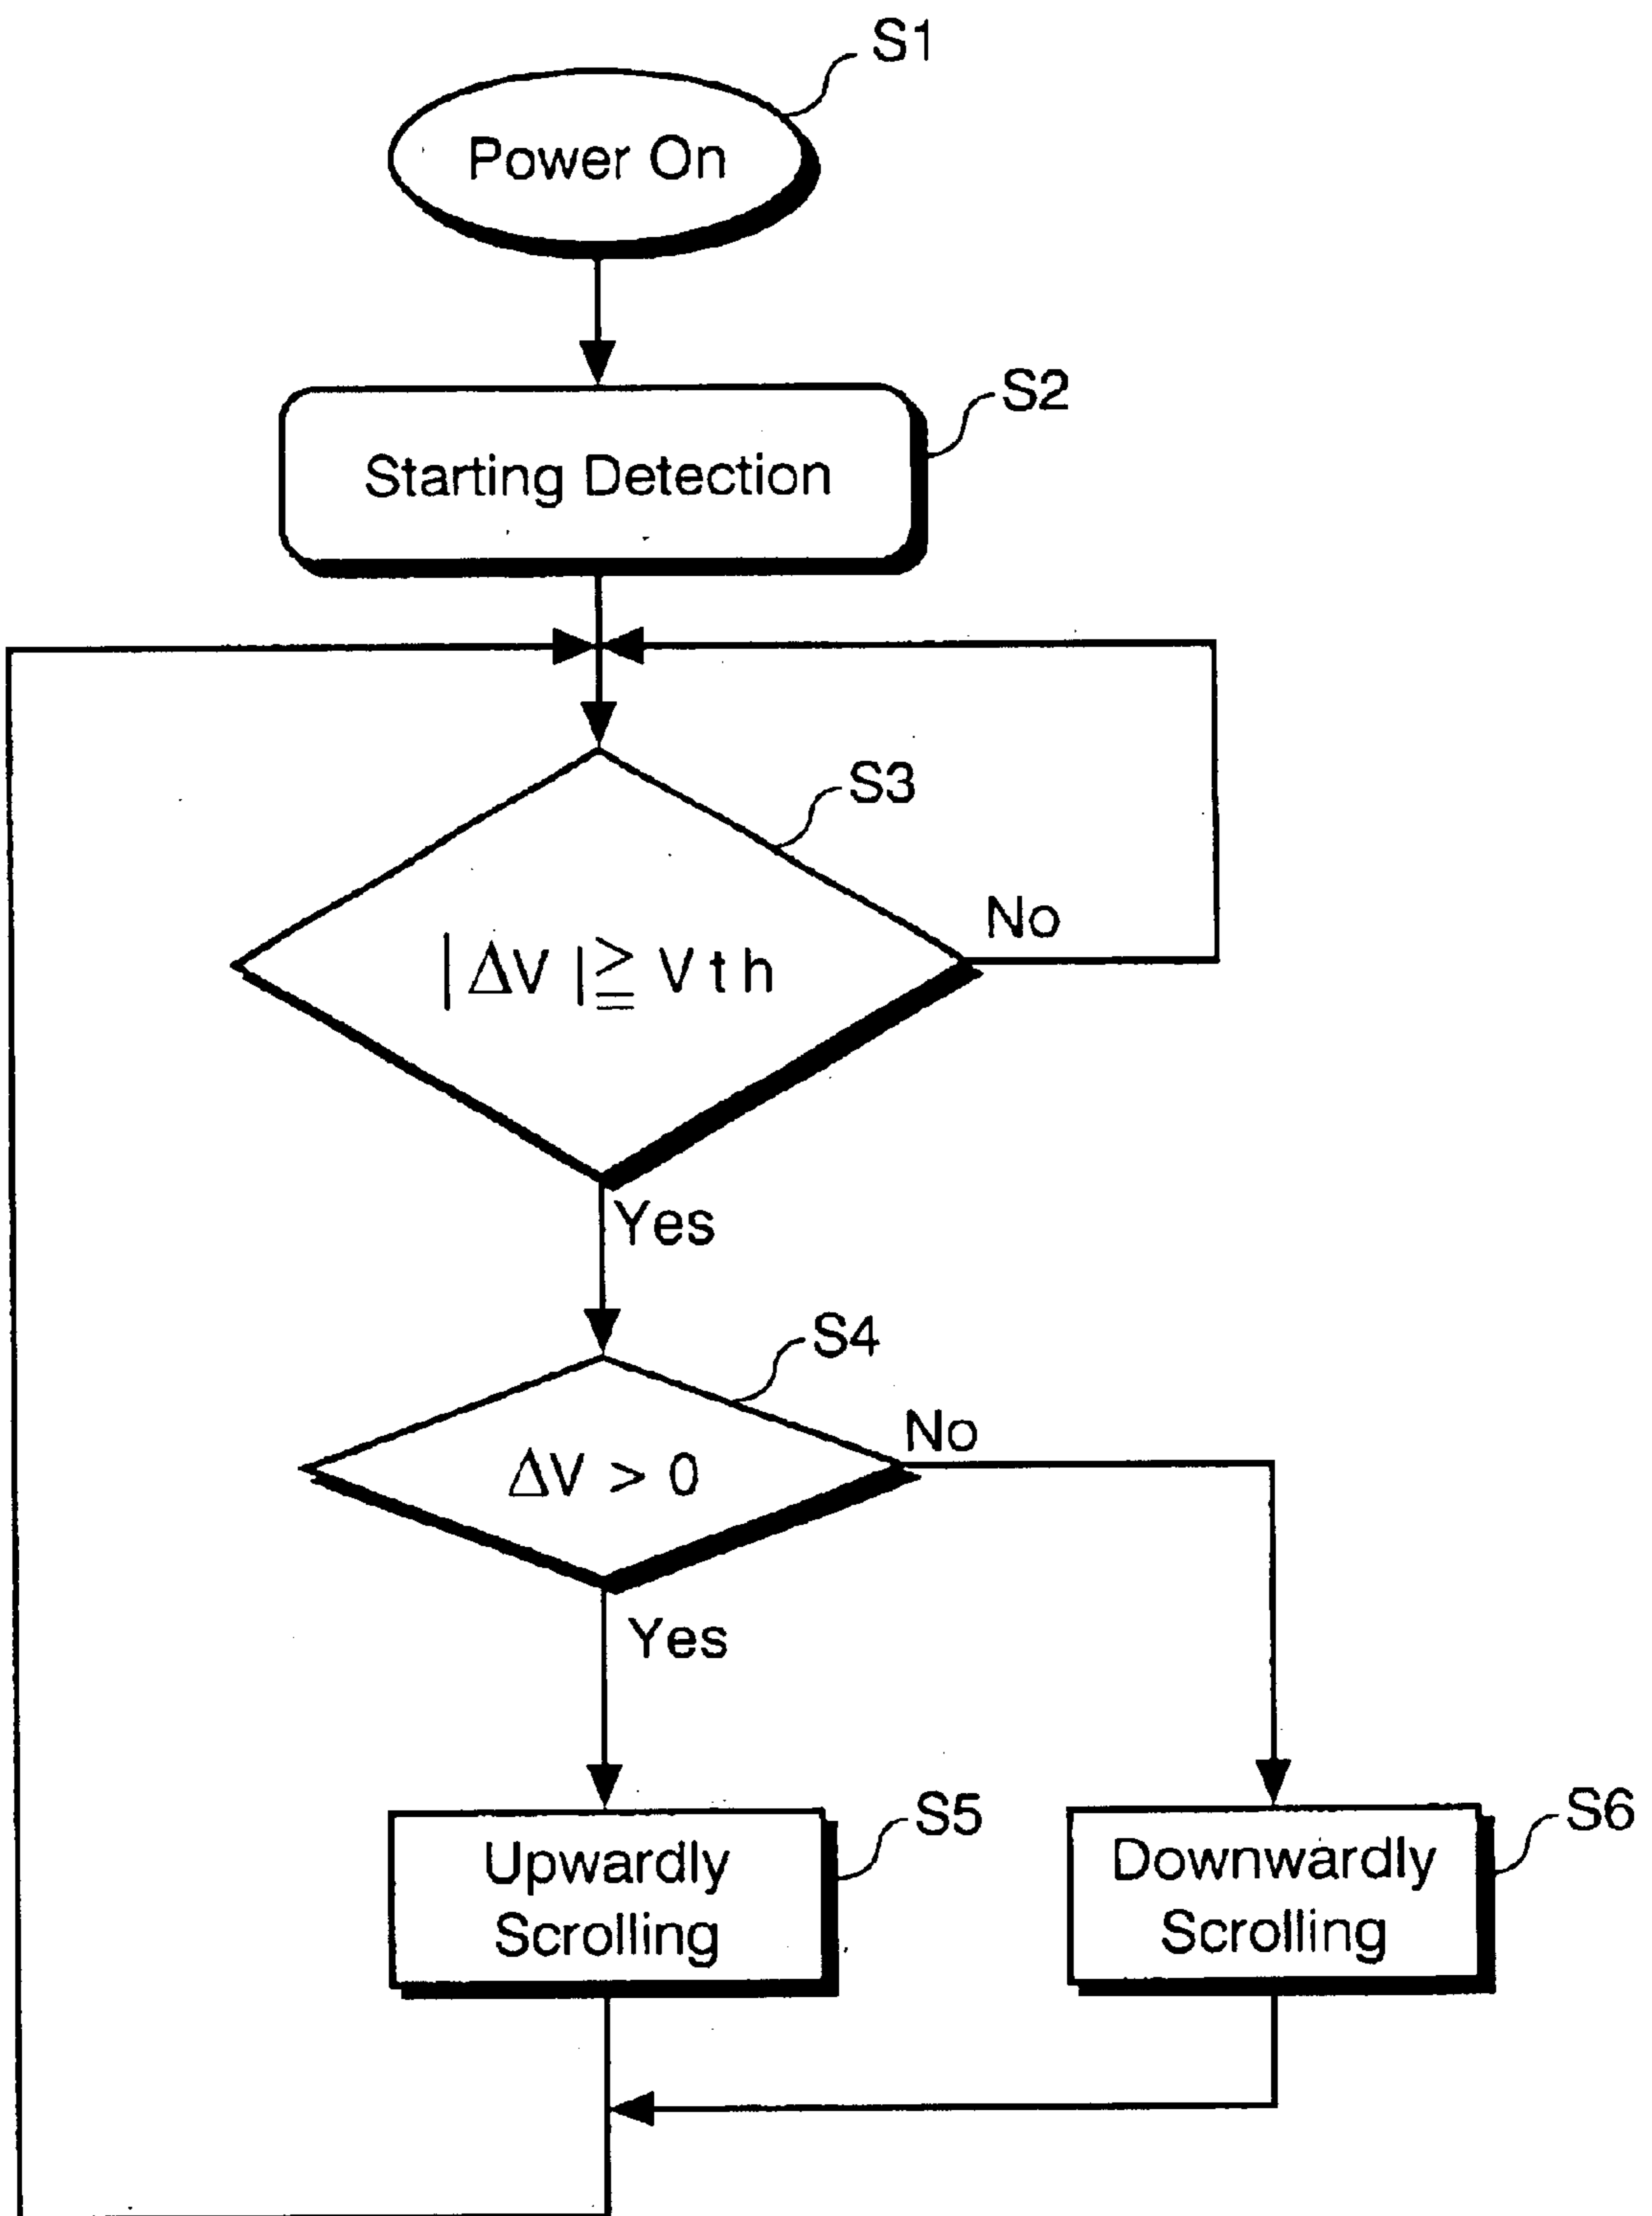 S1
Power On
S2
Starting Detection
S3
No
|ΔV|≧Vth
Yes
S4
No
ΔV > 0
Yes
S5
S6
Upwardly
Scrolling
Downwardly
Scrolling